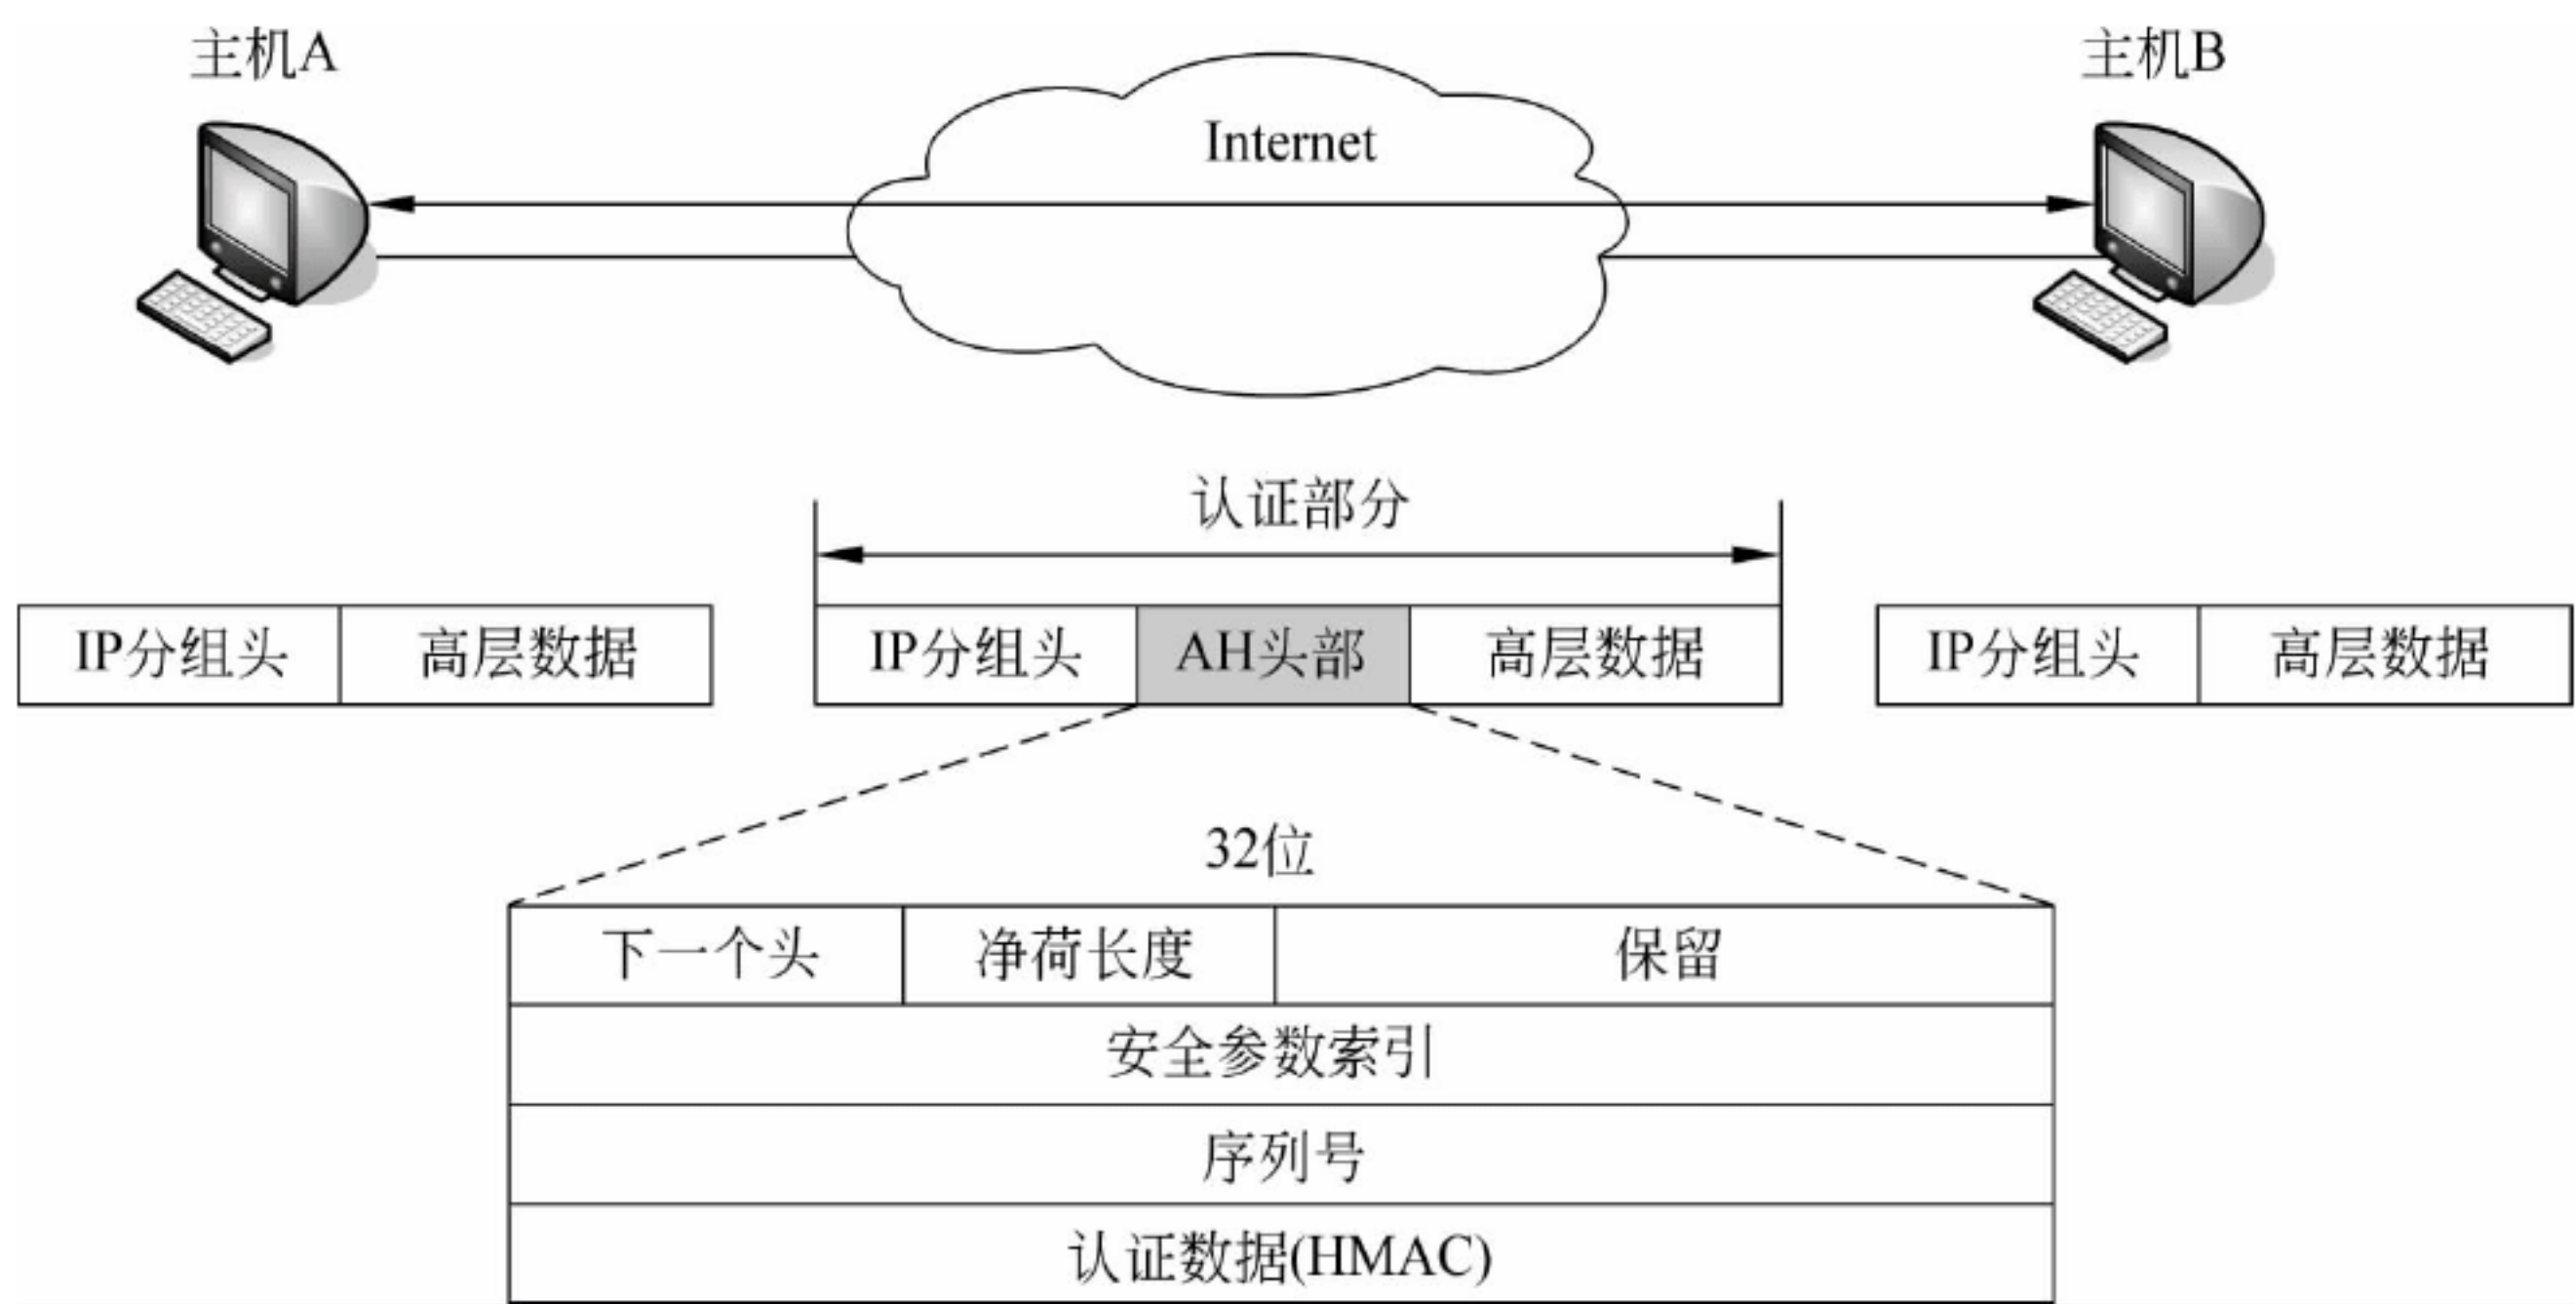 主机A
主机B
Internet
认证部分
IP分组头 高层数据 IP分组头 AH头部 高层数据 IP分组头 高层数据
32位
下一个头 净荷长度 保留
安全参数索引
序列号
认证数据(HMAC)